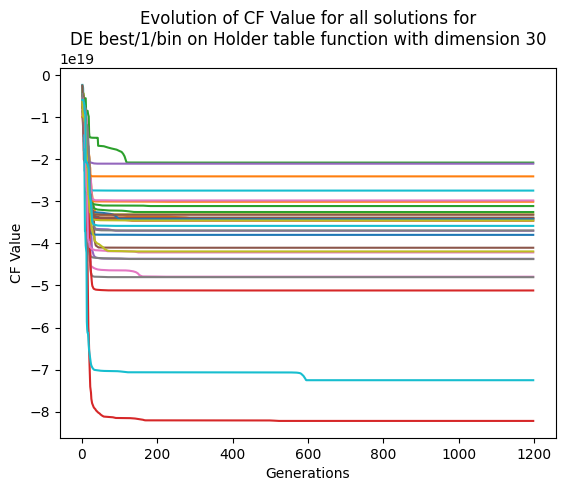 Evolution of CF Value for all solutions for
DE best/1/bin on Holder table function with dimension 30
1e19
0
−1
−2
−3
−4
−5
−6
−7
−8
CF Value
0 200 400 600 800 1000 1200
Generations